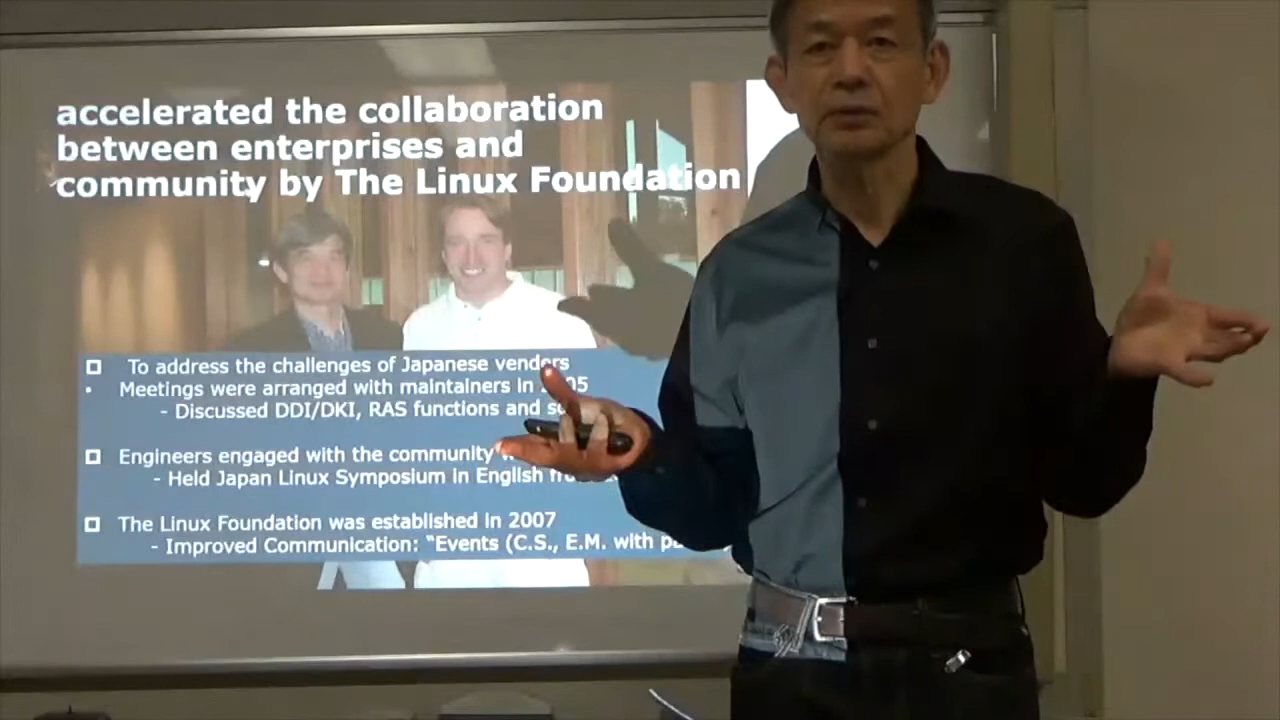 accelerated the collaboration
between enterprises and
community by The Linux Foundation
To address the challenges of Japanese vendors
• Meetings were arranged with maintainers in
- Discussed DDI/DKI, RAS functions and
Engineers engaged with the community
- Held Japan Linux Symposium in English
The Linux Foundation was established in 2007
- Improved Communication: “Events (C.S., E.M. with